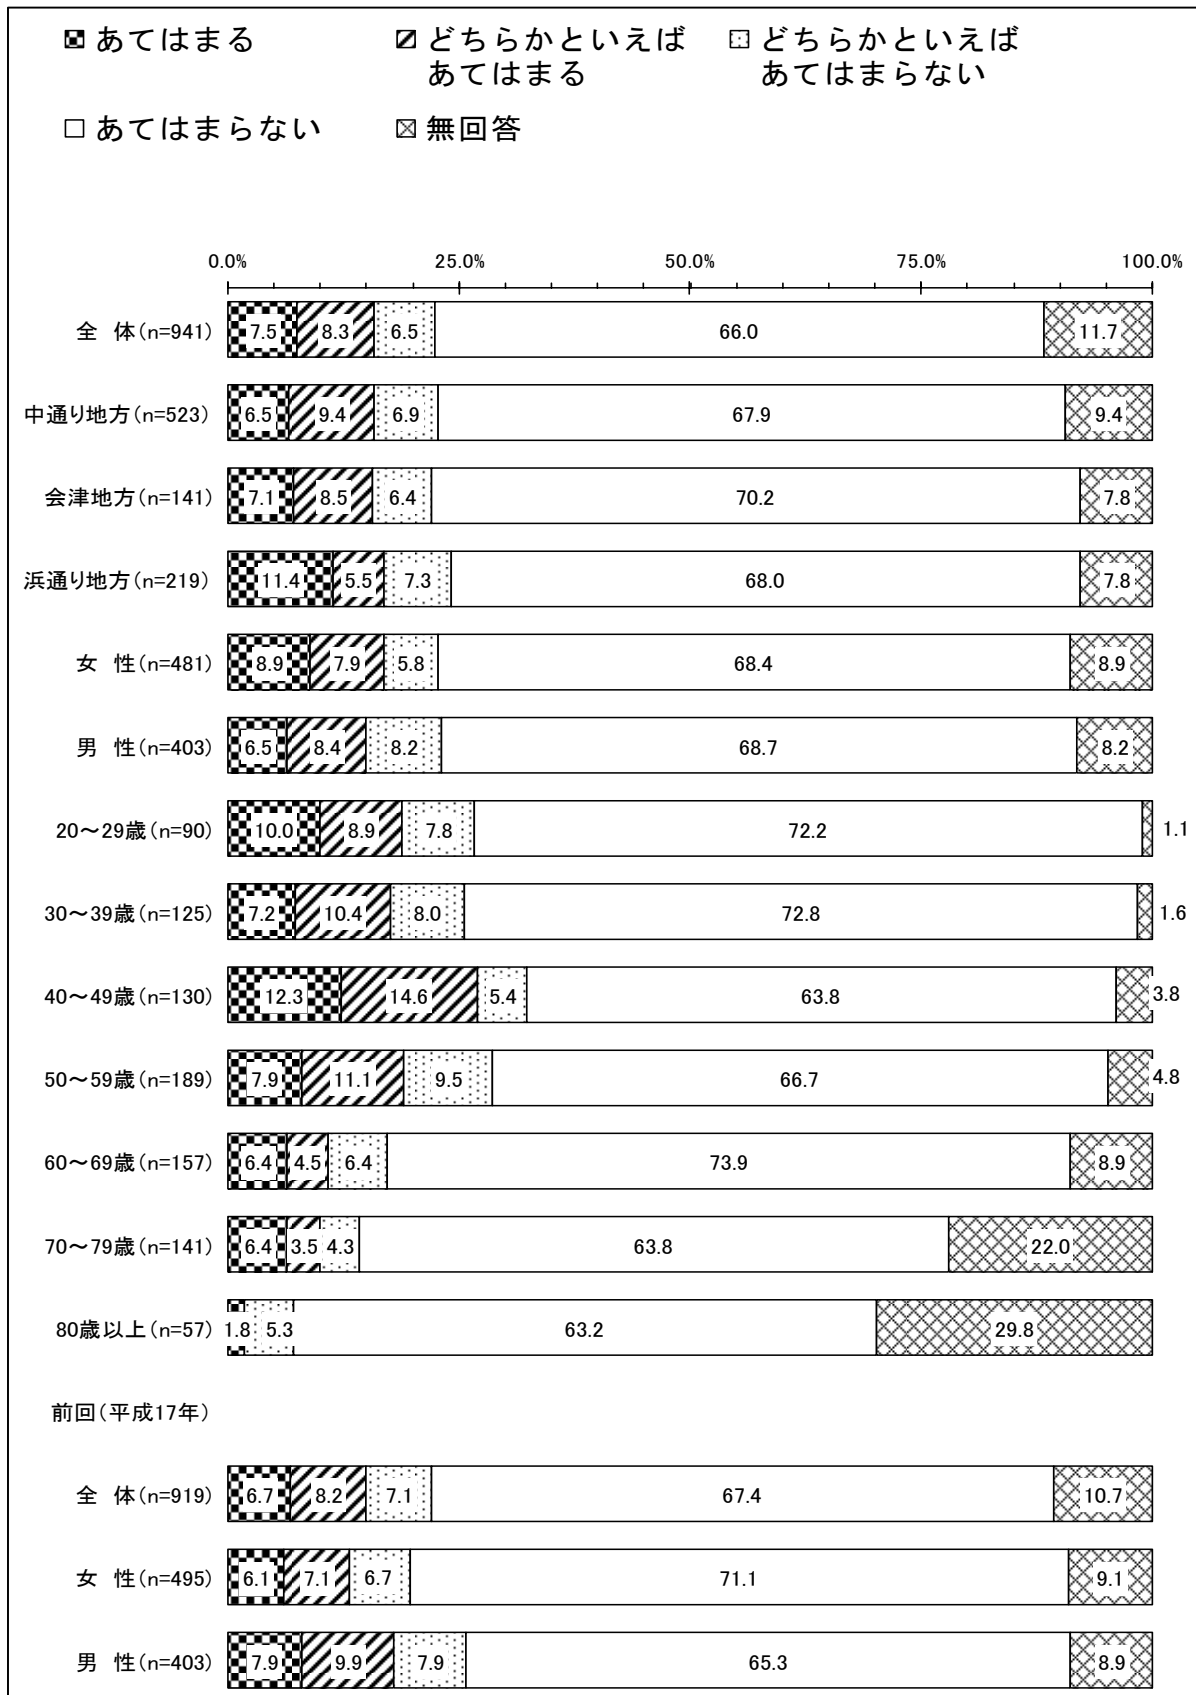 あてはまる
どちらかといえば
あてはまる
どちらかといえば
あてはまらない
あてはまらない
無回答
0.0% 25.0% 50.0% 75.0% 100.0%
全 体(n=941) 7.5 8.3 6.5 66.0 11.7
中通り地方(n=523) 6.5 9.4 6.9 67.9 9.4
会津地方(n=141) 7.1 8.5 6.4 70.2 7.8
浜通り地方(n=219) 11.4 5.5 7.3 68.0 7.8
女 性(n=481) 8.9 7.9 5.8 68.4 8.9
男 性(n=403) 6.5 8.4 8.2 68.7 8.2
20～29歳(n=90) 10.0 8.9 7.8 72.2 1.1
30～39歳(n=125) 7.2 10.4 8.0 72.8 1.6
40～49歳(n=130) 12.3 14.6 5.4 63.8 3.8
50～59歳(n=189) 7.9 11.1 9.5 66.7 4.8
60～69歳(n=157) 6.4 4.5 6.4 73.9 8.9
70～79歳(n=141) 6.4 3.5 4.3 63.8 22.0
80歳以上(n=57) 1.8 5.3 63.2 29.8
前回(平成17年)
全 体(n=919) 6.7 8.2 7.1 67.4 10.7
女 性(n=495) 6.1 7.1 6.7 71.1 9.1
男 性(n=403) 7.9 9.9 7.9 65.3 8.9